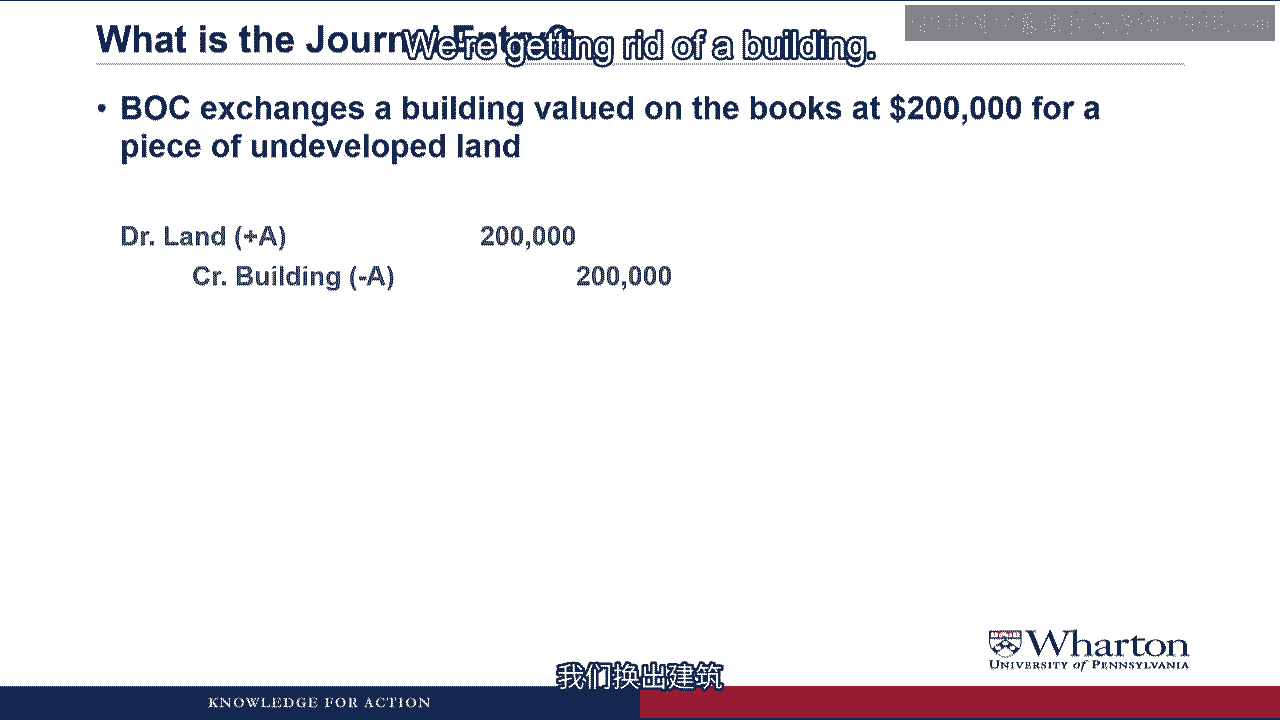 What is the Journal Entry?
We're getting rid of a building.
• BOC exchanges a building valued on the books at $200,000 for a
piece of undeveloped land
Dr. Land (+A) 200,000
Cr. Building (-A) 200,000
Wharton
UNIVERSITY of PENNSYLVANIA
我们换出建筑
KNOWLEDGE FOR ACTION